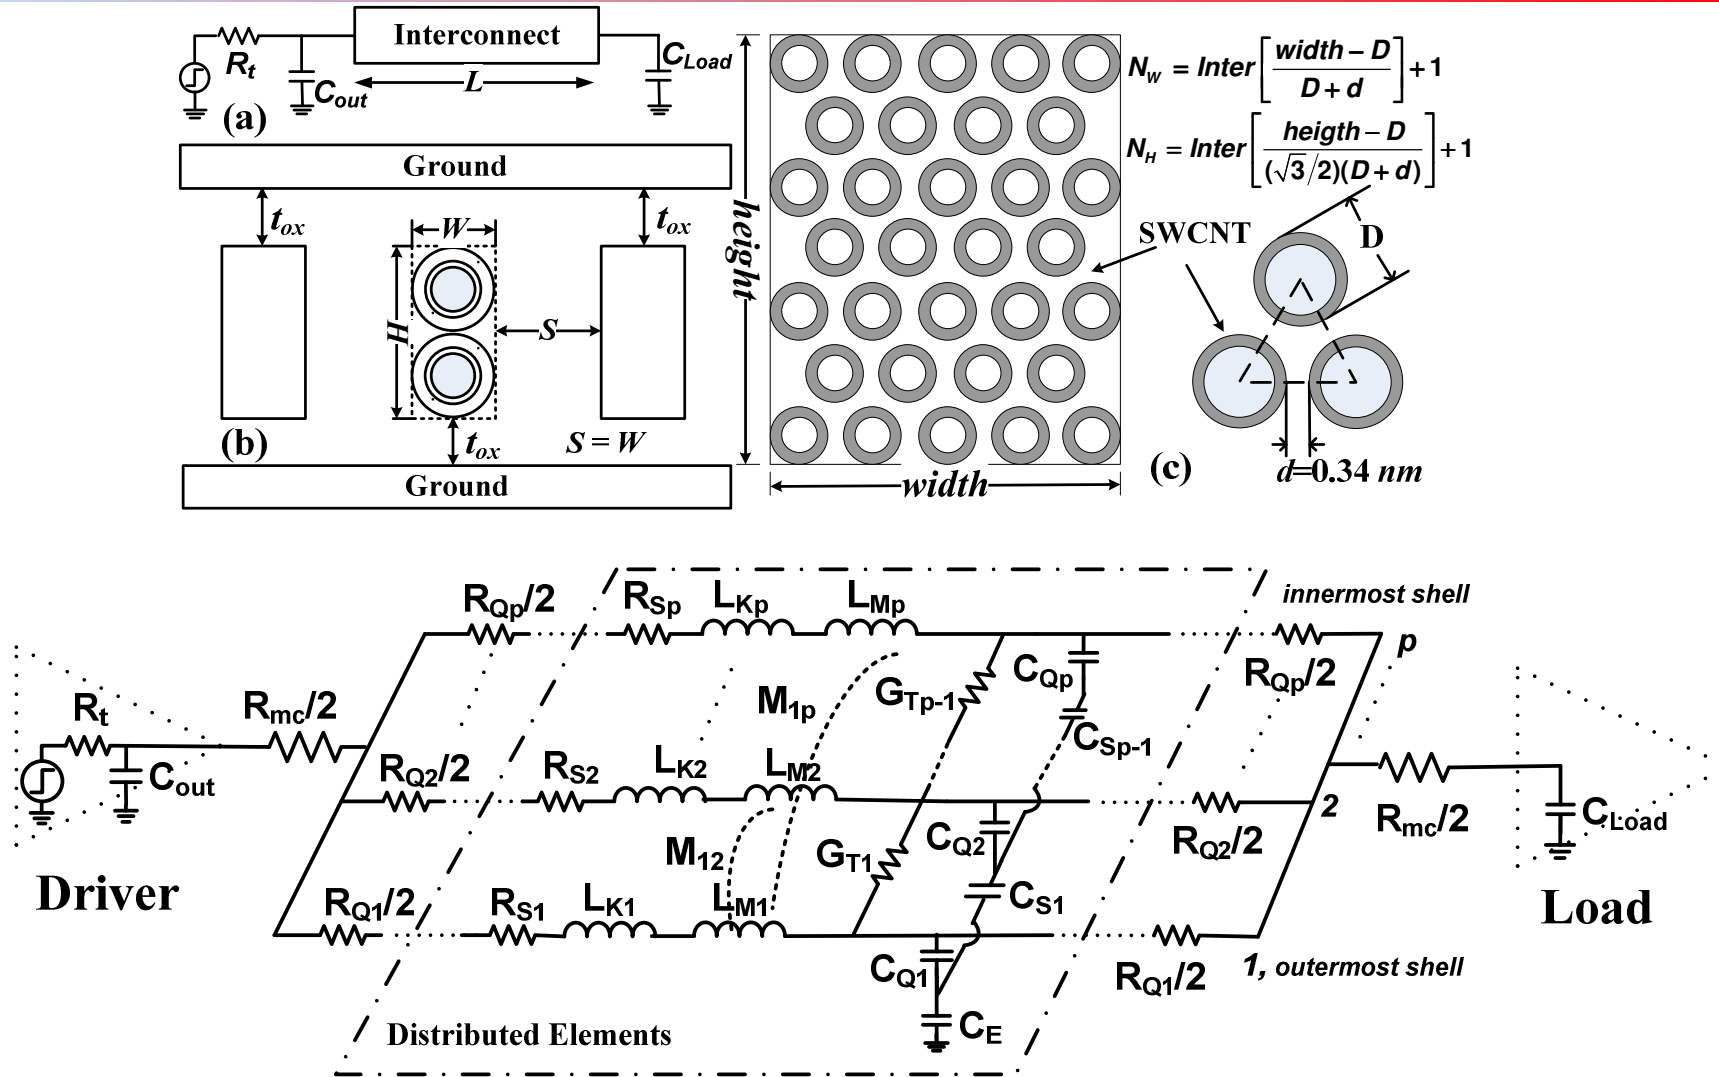 Interconnect
R_t
C_out
C_Load
L
(a)
Ground
t_ox
t_ox
W
H
S
t_ox
S = W
(b)
Ground
height
width
N_W = Inter[(width − D)/(D + d)] + 1
N_H = Inter[(heigth − D)/((√3/2)(D + d))] + 1
SWCNT
D
(c)
d=0.34 nm
R_Qp/2
R_Sp
L_Kp
L_Mp
innermost shell
p
C_Qp
R_Qp/2
G_Tp-1
M_1p
C_Sp-1
R_t
R_mc/2
C_out
R_Q2/2
R_S2
L_K2
L_M2
2
C_Q2
R_Q2/2
R_mc/2
C_Load
M_12
G_T1
C_S1
Driver
Load
R_Q1/2
R_S1
L_K1
L_M1
C_Q1
R_Q1/2
1, outermost shell
C_E
Distributed Elements